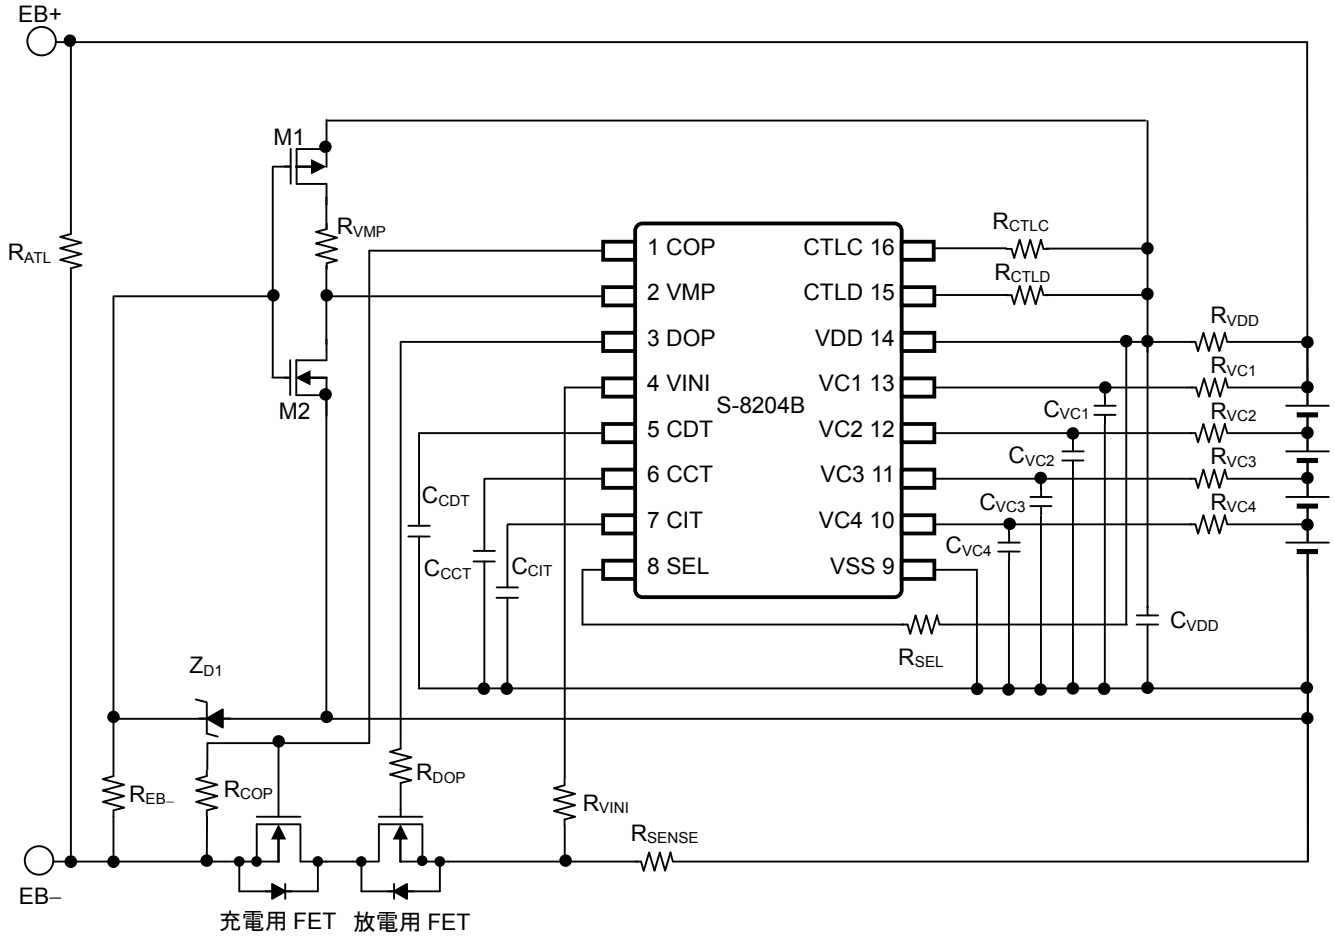 EB+
M1
RVMP
RATL
M2
1 COP
2 VMP
3 DOP
4 VINI
5 CDT
6 CCT
7 CIT
8 SEL
S-8204B
CTLC 16
CTLD 15
VDD 14
VC1 13
VC2 12
VC3 11
VC4 10
VSS 9
RCTLC
RCTLD
RVDD
RVC1
RVC2
RVC3
RVC4
CVC1
CVC2
CVC3
CVC4
CVDD
CCDT
CCCT
CCIT
RSEL
ZD1
REB–
RCOP
RDOP
RVINI
RSENSE
EB–
充電用 FET
放電用 FET